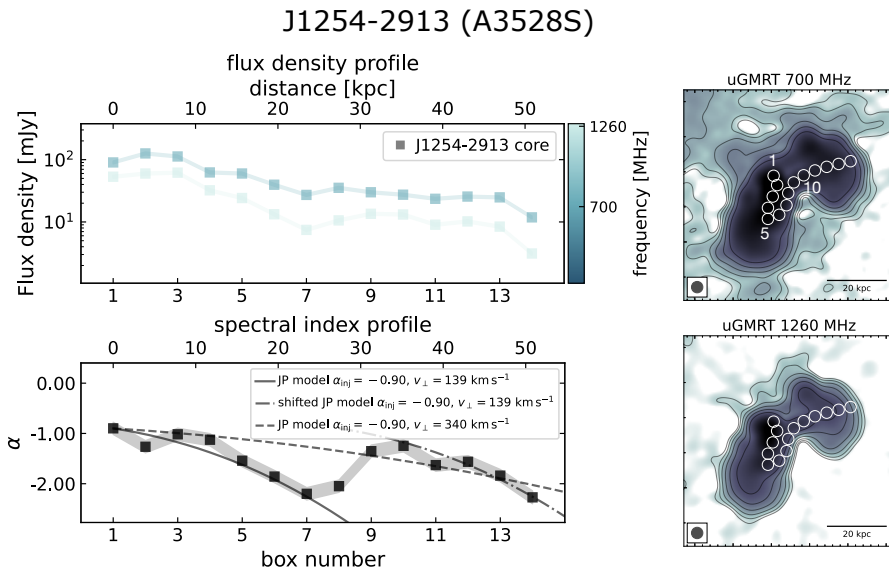 J1254-2913 (A3528S)
flux density profile
distance [kpc]
0 10 20 30 40 50
Flux density [mJy]
10²
10¹
J1254-2913 core
1 3 5 7 9 11 13
1260
700
frequency [MHz]
spectral index profile
0 10 20 30 40 50
α
0.00
-1.00
-2.00
JP model α_inj = −0.90, v_⊥ = 139 km s⁻¹
shifted JP model α_inj = −0.90, v_⊥ = 139 km s⁻¹
JP model α_inj = −0.90, v_⊥ = 340 km s⁻¹
1 3 5 7 9 11 13
box number
uGMRT 700 MHz
1
10
5
20 kpc
uGMRT 1260 MHz
20 kpc